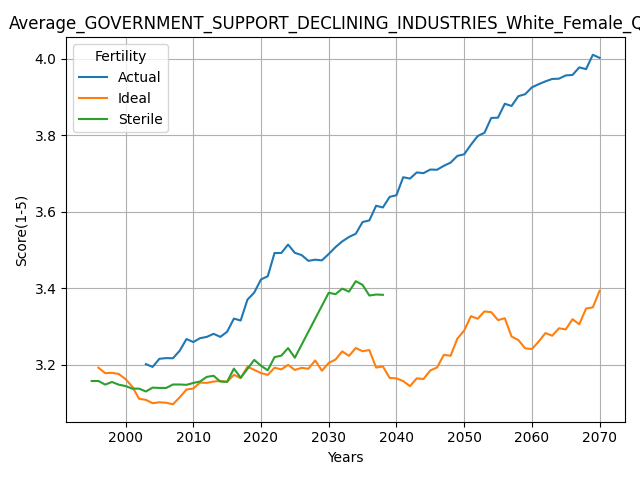 Average_GOVERNMENT_SUPPORT_DECLINING_INDUSTRIES_White_Female_Q
Fertility
Actual
Ideal
Sterile
4.0
3.8
3.6
3.4
3.2
Score(1-5)
2000 2010 2020 2030 2040 2050 2060 2070
Years